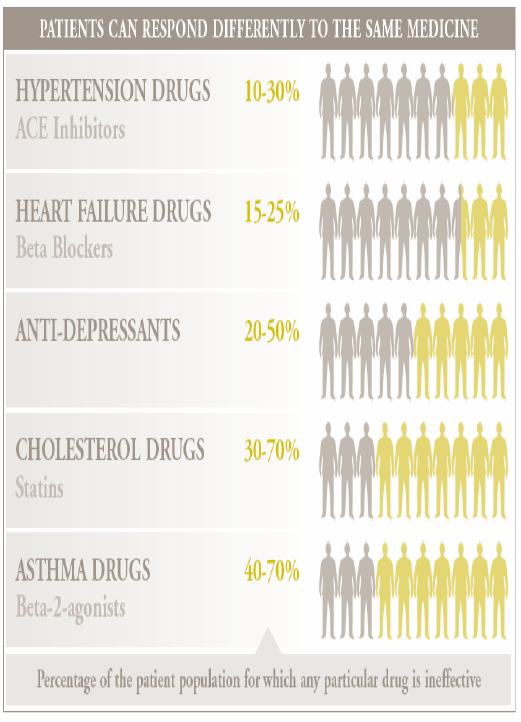 PATIENTS CAN RESPOND DIFFERENTLY TO THE SAME MEDICINE
HYPERTENSION DRUGS 10-30%
ACE Inhibitors
HEART FAILURE DRUGS 15-25%
Beta Blockers
ANTI-DEPRESSANTS 20-50%
CHOLESTEROL DRUGS 30-70%
Statins
ASTHMA DRUGS 40-70%
Beta-2-agonists
Percentage of the patient population for which any particular drug is ineffective